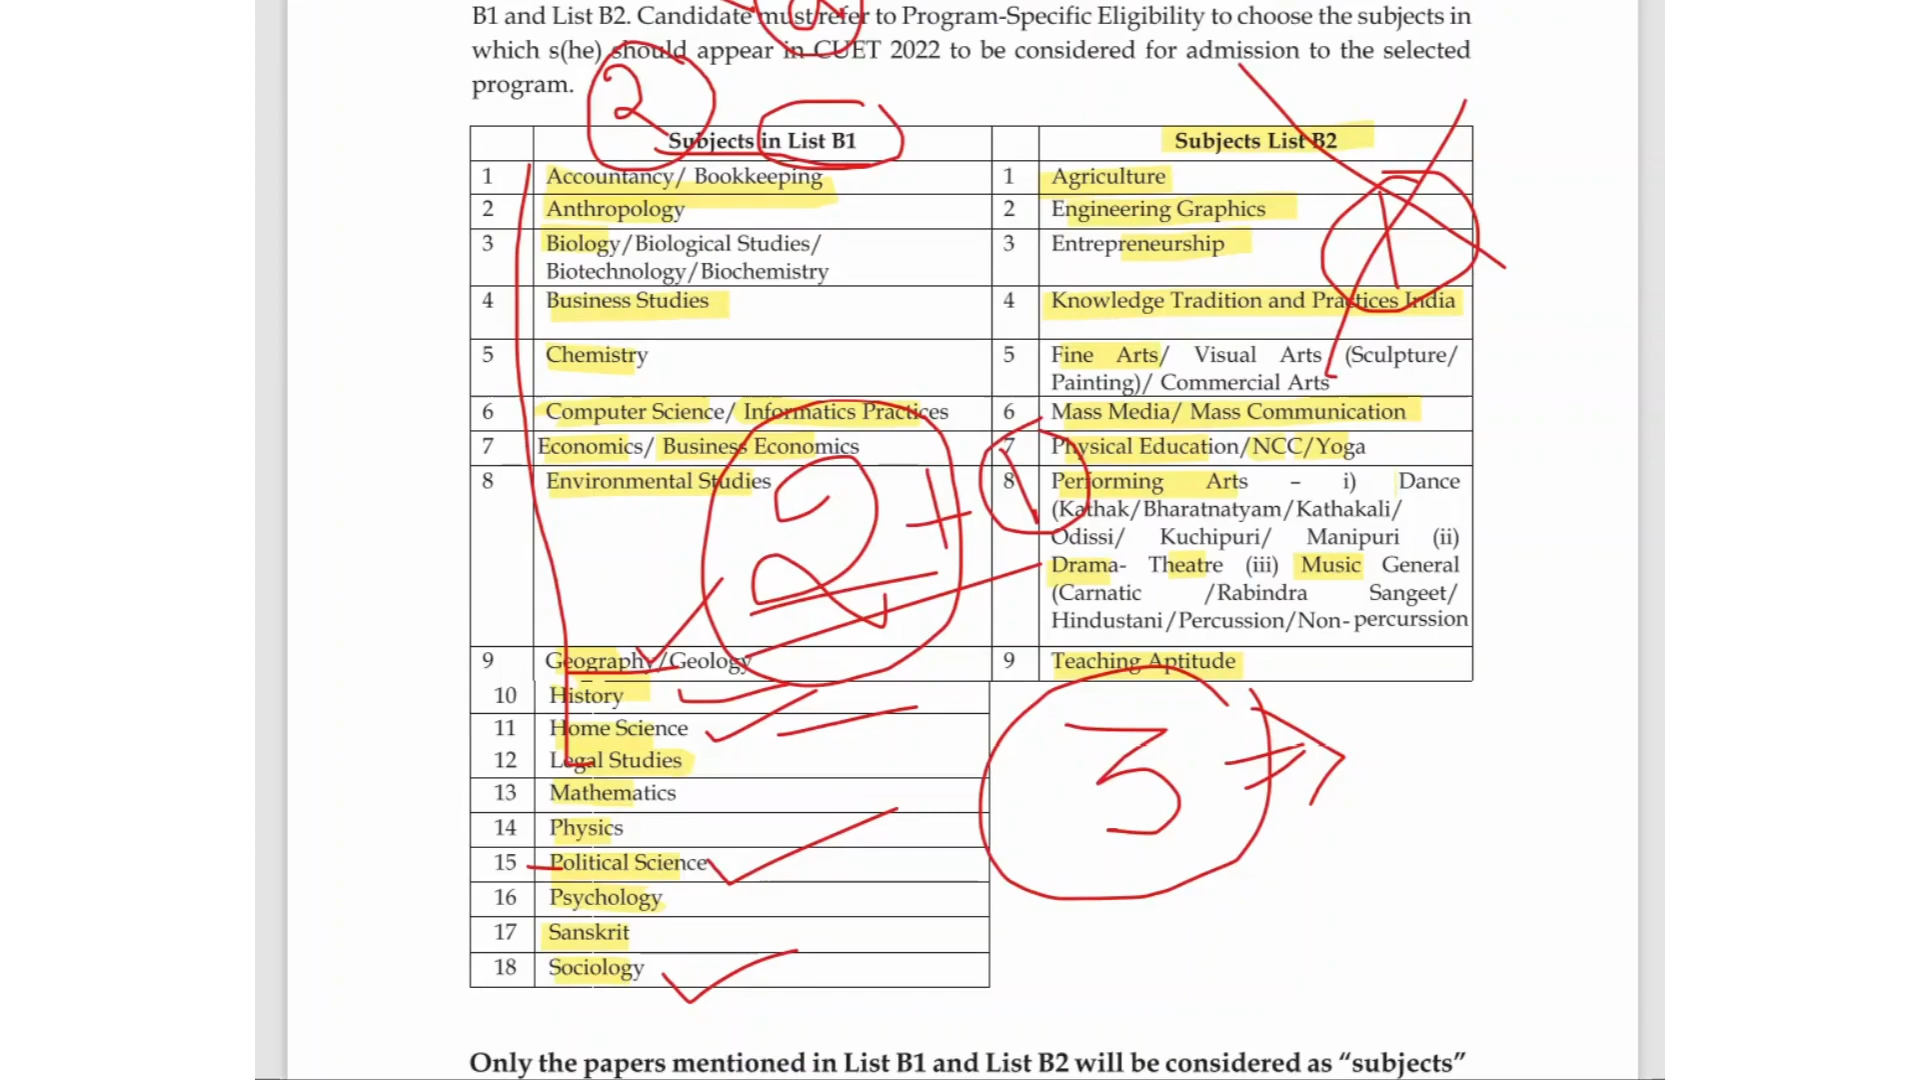 B1 and List B2. Candidate must refer to Program-Specific Eligibility to choose the subjects in
which s(he) should appear in CUET 2022 to be considered for admission to the selected
program.
2
Subjects in List B1 Subjects List B2
1 Accountancy/ Bookkeeping 1 Agriculture
2 Anthropology 2 Engineering Graphics
3 Biology/Biological Studies/ 3 Entrepreneurship
Biotechnology/Biochemistry
1
4 Business Studies 4 Knowledge Tradition and Practices India
5 Chemistry 5 Fine Arts/ Visual Arts (Sculpture/
Painting)/ Commercial Arts
6 Computer Science/ Informatics Practices 6 Mass Media/ Mass Communication
7 Economics/ Business Economics 7 Physical Education/NCC/Yoga
8 Environmental Studies 8 Performing Arts – i) Dance
(Kathak/Bharatnatyam/Kathakali/
Odissi/ Kuchipuri/ Manipuri (ii)
Drama- Theatre (iii) Music General
(Carnatic /Rabindra Sangeet/
Hindustani/Percussion/Non-percurssion
2 + 1
9 Geography/Geology 9 Teaching Aptitude
10 History
11 Home Science
12 Legal Studies
13 Mathematics
3
14 Physics
15 Political Science
16 Psychology
17 Sanskrit
18 Sociology
Only the papers mentioned in List B1 and List B2 will be considered as “subjects”